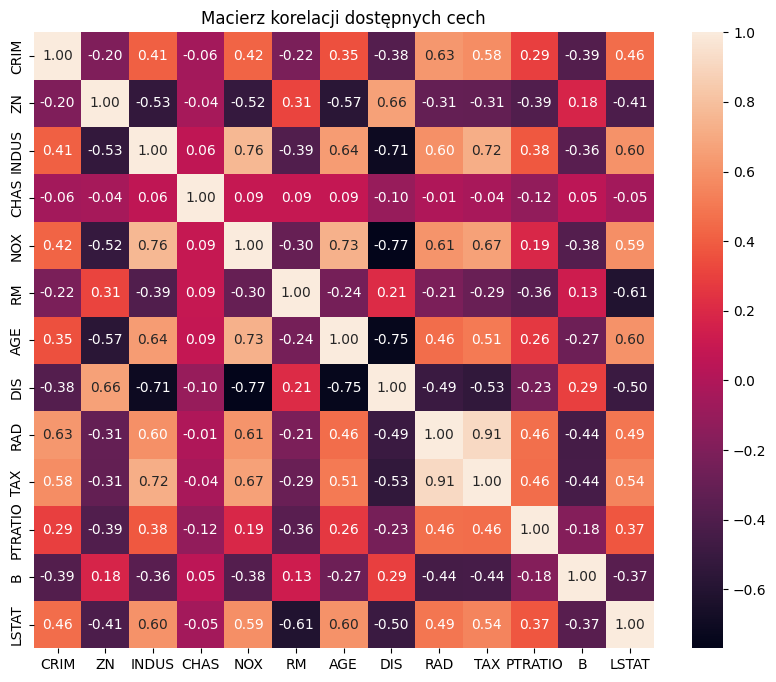 Macierz korelacji dostępnych cech
CRIM 1.00 -0.20 0.41 -0.06 0.42 -0.22 0.35 -0.38 0.63 0.58 0.29 -0.39 0.46
ZN -0.20 1.00 -0.53 -0.04 -0.52 0.31 -0.57 0.66 -0.31 -0.31 -0.39 0.18 -0.41
INDUS 0.41 -0.53 1.00 0.06 0.76 -0.39 0.64 -0.71 0.60 0.72 0.38 -0.36 0.60
CHAS -0.06 -0.04 0.06 1.00 0.09 0.09 0.09 -0.10 -0.01 -0.04 -0.12 0.05 -0.05
NOX 0.42 -0.52 0.76 0.09 1.00 -0.30 0.73 -0.77 0.61 0.67 0.19 -0.38 0.59
RM -0.22 0.31 -0.39 0.09 -0.30 1.00 -0.24 0.21 -0.21 -0.29 -0.36 0.13 -0.61
AGE 0.35 -0.57 0.64 0.09 0.73 -0.24 1.00 -0.75 0.46 0.51 0.26 -0.27 0.60
DIS -0.38 0.66 -0.71 -0.10 -0.77 0.21 -0.75 1.00 -0.49 -0.53 -0.23 0.29 -0.50
RAD 0.63 -0.31 0.60 -0.01 0.61 -0.21 0.46 -0.49 1.00 0.91 0.46 -0.44 0.49
TAX 0.58 -0.31 0.72 -0.04 0.67 -0.29 0.51 -0.53 0.91 1.00 0.46 -0.44 0.54
PTRATIO 0.29 -0.39 0.38 -0.12 0.19 -0.36 0.26 -0.23 0.46 0.46 1.00 -0.18 0.37
B -0.39 0.18 -0.36 0.05 -0.38 0.13 -0.27 0.29 -0.44 -0.44 -0.18 1.00 -0.37
LSTAT 0.46 -0.41 0.60 -0.05 0.59 -0.61 0.60 -0.50 0.49 0.54 0.37 -0.37 1.00
CRIM ZN INDUS CHAS NOX RM AGE DIS RAD TAX PTRATIO B LSTAT
1.0
0.8
0.6
0.4
0.2
0.0
−0.2
−0.4
−0.6